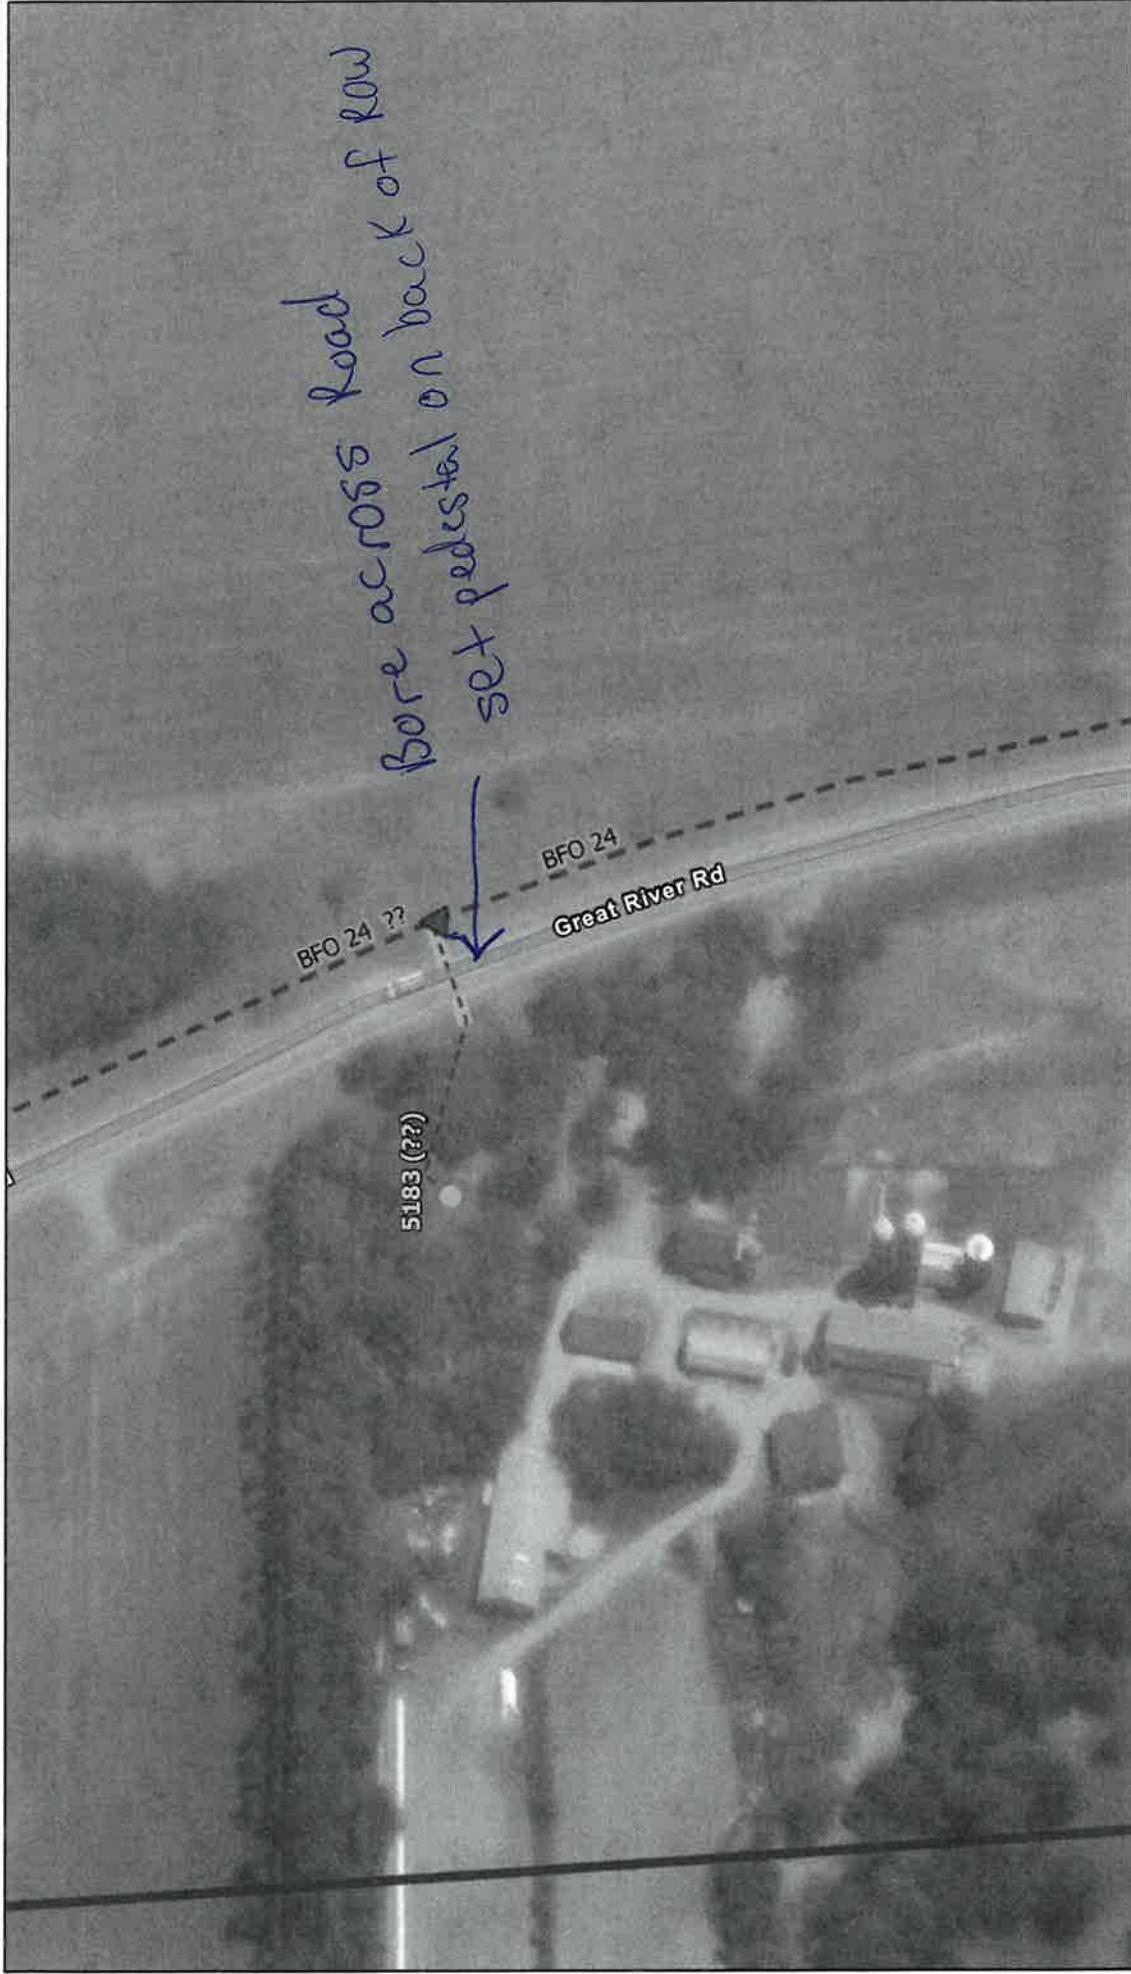 Bore across Road
set pedestal on back of ROW
BFO 24 ??
BFO 24
Great River Rd
5183 (??)